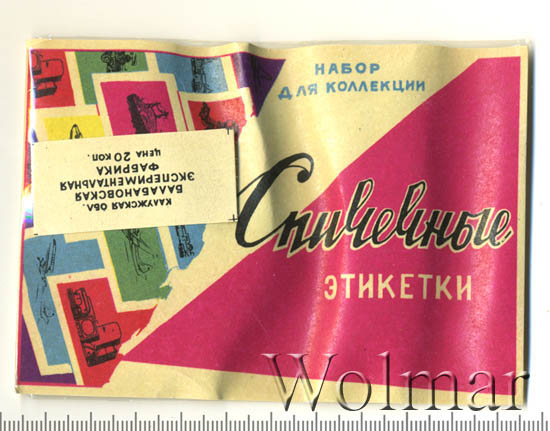 НАБОР
ДЛЯ КОЛЛЕКЦИИ
Спичечные
ЭТИКЕТКИ
КАЛУЖСКАЯ ОБЛ.
БАЛАБАНОВСКАЯ
ЭКСПЕРИМЕНТАЛЬНАЯ
ФАБРИКА
ЦЕНА 20 КОП.
Wolmar